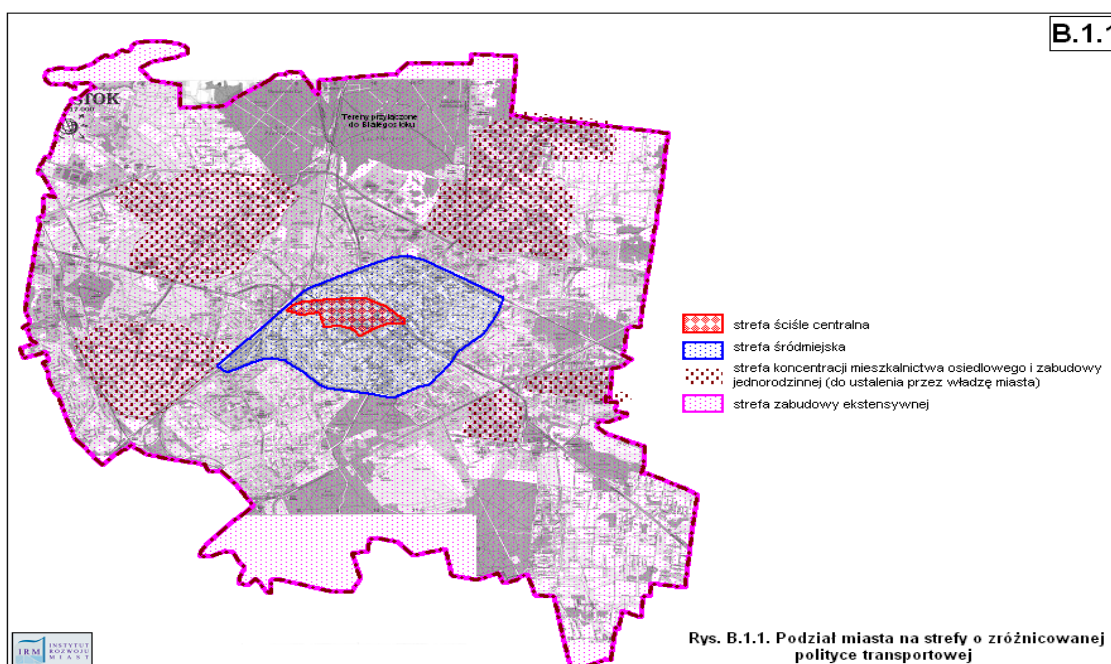 B.1.1
STOK
Tereny przyłączone
do Białegostoku
strefa ściśle centralna
strefa śródmiejska
strefa koncentracji mieszkalnictwa osiedlowego i zabudowy
jednorodzinnej (do ustalenia przez władzę miasta)
strefa zabudowy ekstensywnej
Rys. B.1.1. Podział miasta na strefy o zróżnicowanej
polityce transportowej
IRM
INSTYTUT
ROZWOJU
MIAST